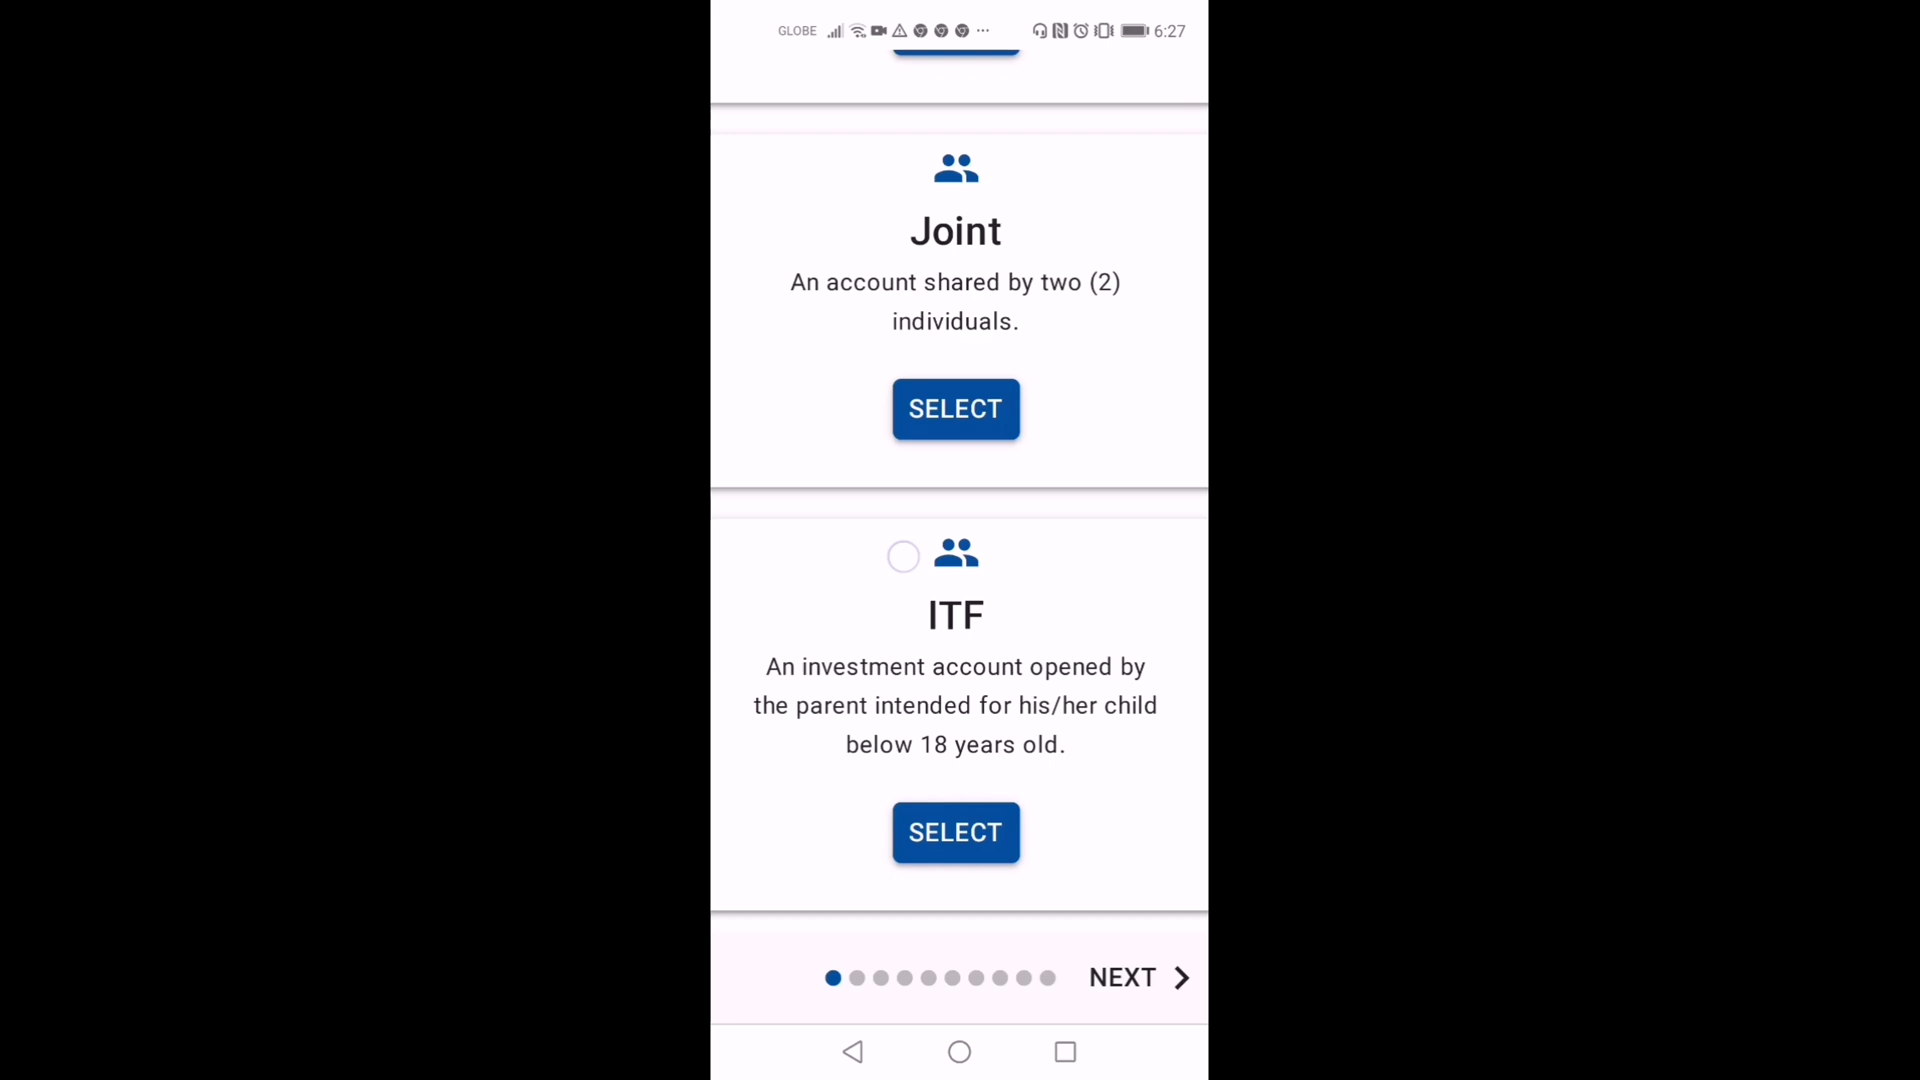 GLOBE 6:27
Joint
An account shared by two (2)
individuals.
SELECT
ITF
An investment account opened by
the parent intended for his/her child
below 18 years old.
SELECT
NEXT